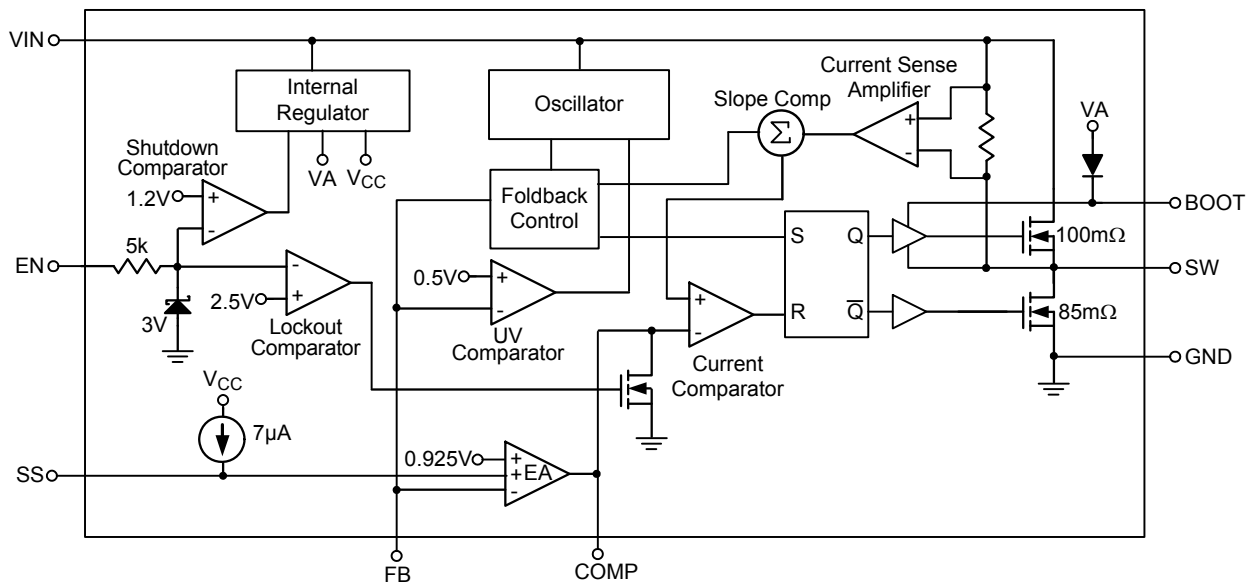 VIN
Internal
Regulator
Oscillator
Slope Comp
Current Sense
Amplifier
Σ
+
-
VA
Shutdown
Comparator
1.2V
+
-
VA
VCC
Foldback
Control
BOOT
S
Q
100mΩ
EN
5k
-
+
2.5V
3V
Lockout
Comparator
0.5V
+
-
UV
Comparator
SW
+
-
Current
Comparator
R
Q
85mΩ
GND
VCC
7µA
SS
0.925V
+
+EA
-
FB
COMP